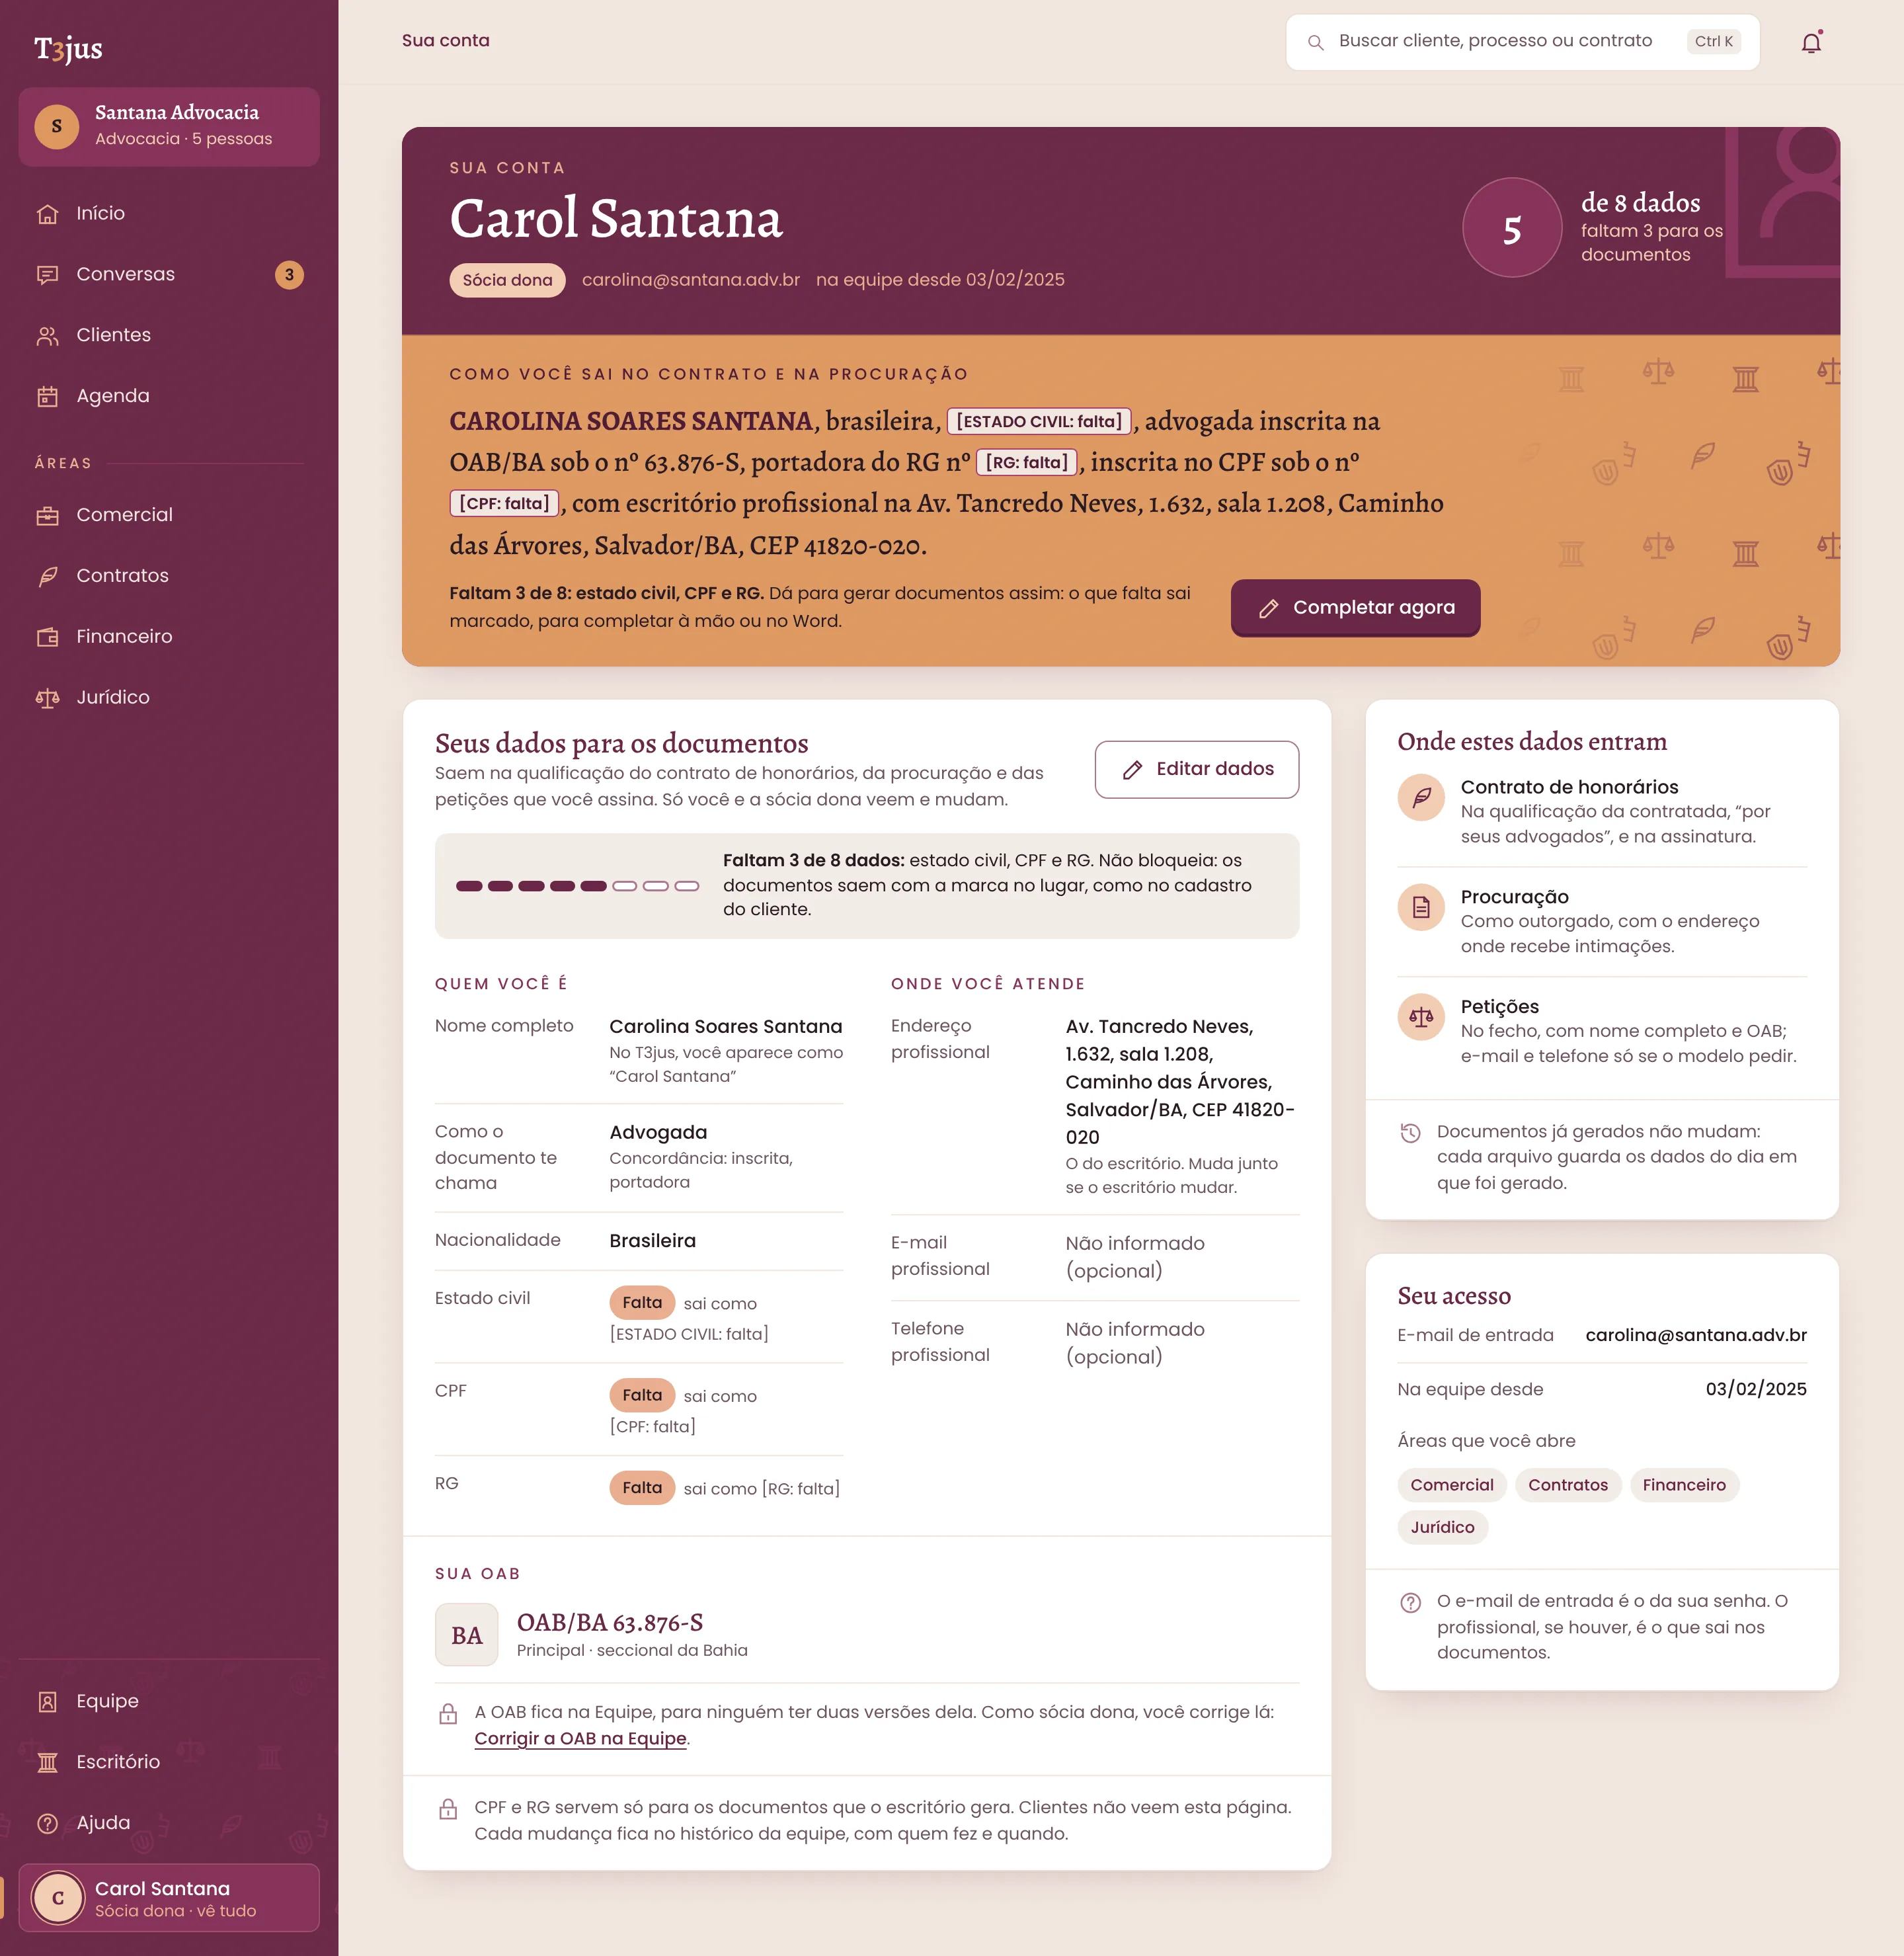 T3jus
S
Santana Advocacia
Advocacia · 5 pessoas
Início
Conversas
3
Clientes
Agenda
ÁREAS
Comercial
Contratos
Financeiro
Jurídico
Equipe
Escritório
Ajuda
C
Carol Santana
Sócia dona · vê tudo
Sua conta
Buscar cliente, processo ou contrato
Ctrl K
SUA CONTA
Carol Santana
Sócia dona
carolina@santana.adv.br
na equipe desde 03/02/2025
5
de 8 dados
faltam 3 para os
documentos
COMO VOCÊ SAI NO CONTRATO E NA PROCURAÇÃO
CAROLINA SOARES SANTANA, brasileira, [ESTADO CIVIL: falta], advogada inscrita na
OAB/BA sob o nº 63.876-S, portadora do RG nº [RG: falta], inscrita no CPF sob o nº
[CPF: falta], com escritório profissional na Av. Tancredo Neves, 1.632, sala 1.208, Caminho
das Árvores, Salvador/BA, CEP 41820-020.
Faltam 3 de 8: estado civil, CPF e RG. Dá para gerar documentos assim: o que falta sai
marcado, para completar à mão ou no Word.
Completar agora
Seus dados para os documentos
Saem na qualificação do contrato de honorários, da procuração e das
petições que você assina. Só você e a sócia dona veem e mudam.
Editar dados
Faltam 3 de 8 dados: estado civil, CPF e RG. Não bloqueia: os
documentos saem com a marca no lugar, como no cadastro
do cliente.
QUEM VOCÊ É
Nome completo
Carolina Soares Santana
No T3jus, você aparece como
“Carol Santana”
Como o
documento te
chama
Advogada
Concordância: inscrita,
portadora
Nacionalidade
Brasileira
Estado civil
Falta sai como
[ESTADO CIVIL: falta]
CPF
Falta sai como
[CPF: falta]
RG
Falta sai como [RG: falta]
ONDE VOCÊ ATENDE
Endereço
profissional
Av. Tancredo Neves,
1.632, sala 1.208,
Caminho das Árvores,
Salvador/BA, CEP 41820-
020
O do escritório. Muda junto
se o escritório mudar.
E-mail
profissional
Não informado
(opcional)
Telefone
profissional
Não informado
(opcional)
SUA OAB
BA
OAB/BA 63.876-S
Principal · seccional da Bahia
A OAB fica na Equipe, para ninguém ter duas versões dela. Como sócia dona, você corrige lá:
Corrigir a OAB na Equipe.
CPF e RG servem só para os documentos que o escritório gera. Clientes não veem esta página.
Cada mudança fica no histórico da equipe, com quem fez e quando.
Onde estes dados entram
Contrato de honorários
Na qualificação da contratada, “por
seus advogados”, e na assinatura.
Procuração
Como outorgado, com o endereço
onde recebe intimações.
Petições
No fecho, com nome completo e OAB;
e-mail e telefone só se o modelo pedir.
Documentos já gerados não mudam:
cada arquivo guarda os dados do dia em
que foi gerado.
Seu acesso
E-mail de entrada
carolina@santana.adv.br
Na equipe desde
03/02/2025
Áreas que você abre
Comercial
Contratos
Financeiro
Jurídico
O e-mail de entrada é o da sua senha. O
profissional, se houver, é o que sai nos
documentos.